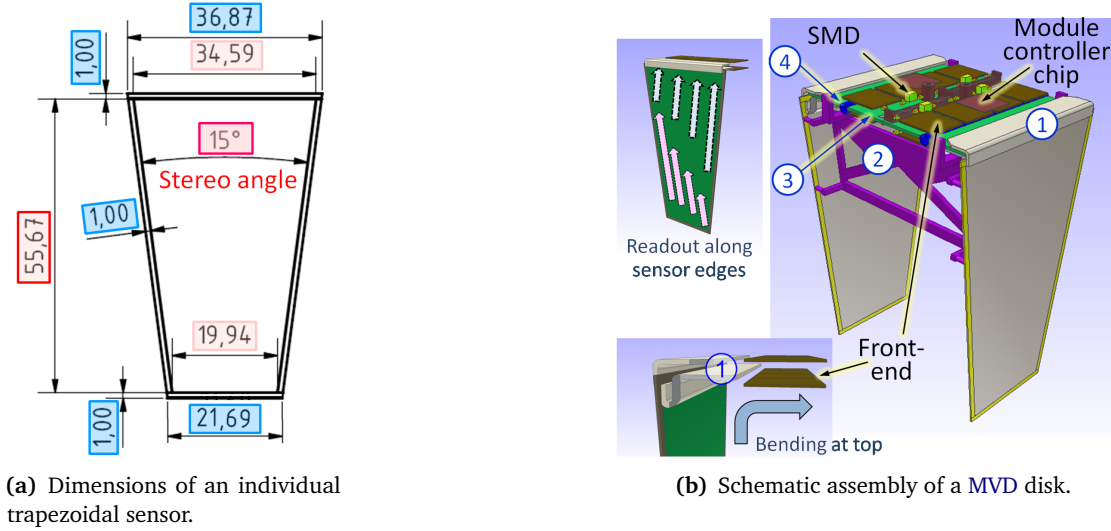 36,87
34,59
1,00
15°
Stereo angle
1,00
55,67
19,94
21,69
1,00
(a) Dimensions of an individual
trapezoidal sensor.
SMD
Module
controller
chip
4
1
2
3
Readout along
sensor edges
1
Front-
end
Bending at top
(b) Schematic assembly of a MVD disk.